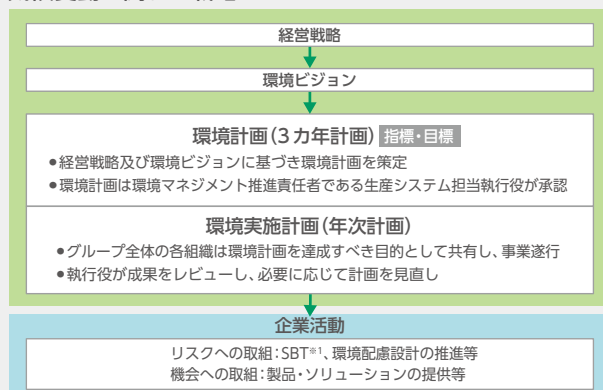 経営戦略
環境ビジョン
環境計画(3カ年計画) 指標・目標
●経営戦略及び環境ビジョンに基づき環境計画を策定
●環境計画は環境マネジメント推進責任者である生産システム担当執行役が承認
環境実施計画(年次計画)
●グループ全体の各組織は環境計画を達成すべき目的として共有し、事業遂行
●執行役が成果をレビューし、必要に応じて計画を見直し
企業活動
リスクへの取組:SBT※1、環境配慮設計の推進等
機会への取組:製品・ソリューションの提供等